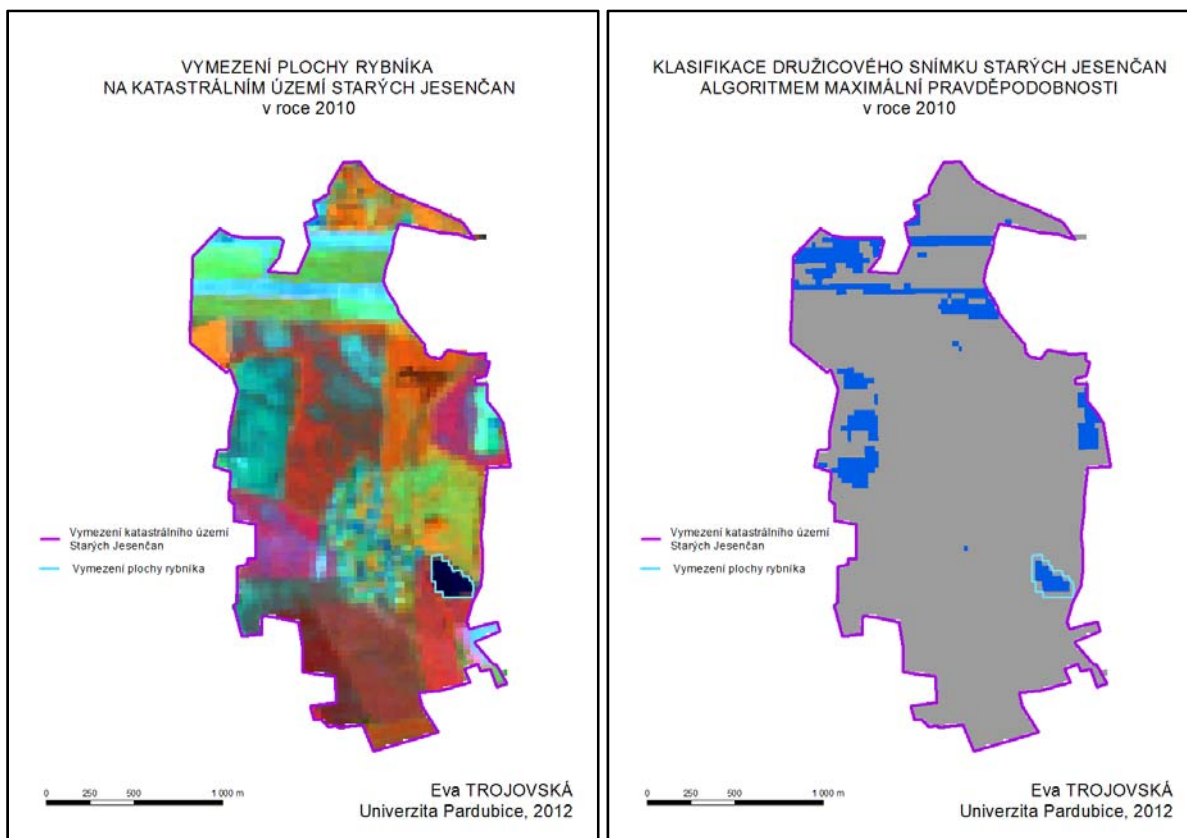 VYMEZENÍ PLOCHY RYBNÍKA
NA KATASTRÁLNÍM ÚZEMÍ STARÝCH JESENČAN
v roce 2010
Vymezení katastrálního území
Starých Jesenčan
Vymezení plochy rybníka
0 250 500 1 000 m
Eva TROJOVSKÁ
Univerzita Pardubice, 2012
KLASIFIKACE DRUŽICOVÉHO SNÍMKU STARÝCH JESENČAN
ALGORITMEM MAXIMÁLNÍ PRAVDĚPODOBNOSTI
v roce 2010
Vymezení katastrálního území
Starých Jesenčan
Vymezení plochy rybníka
0 250 500 1 000 m
Eva TROJOVSKÁ
Univerzita Pardubice, 2012